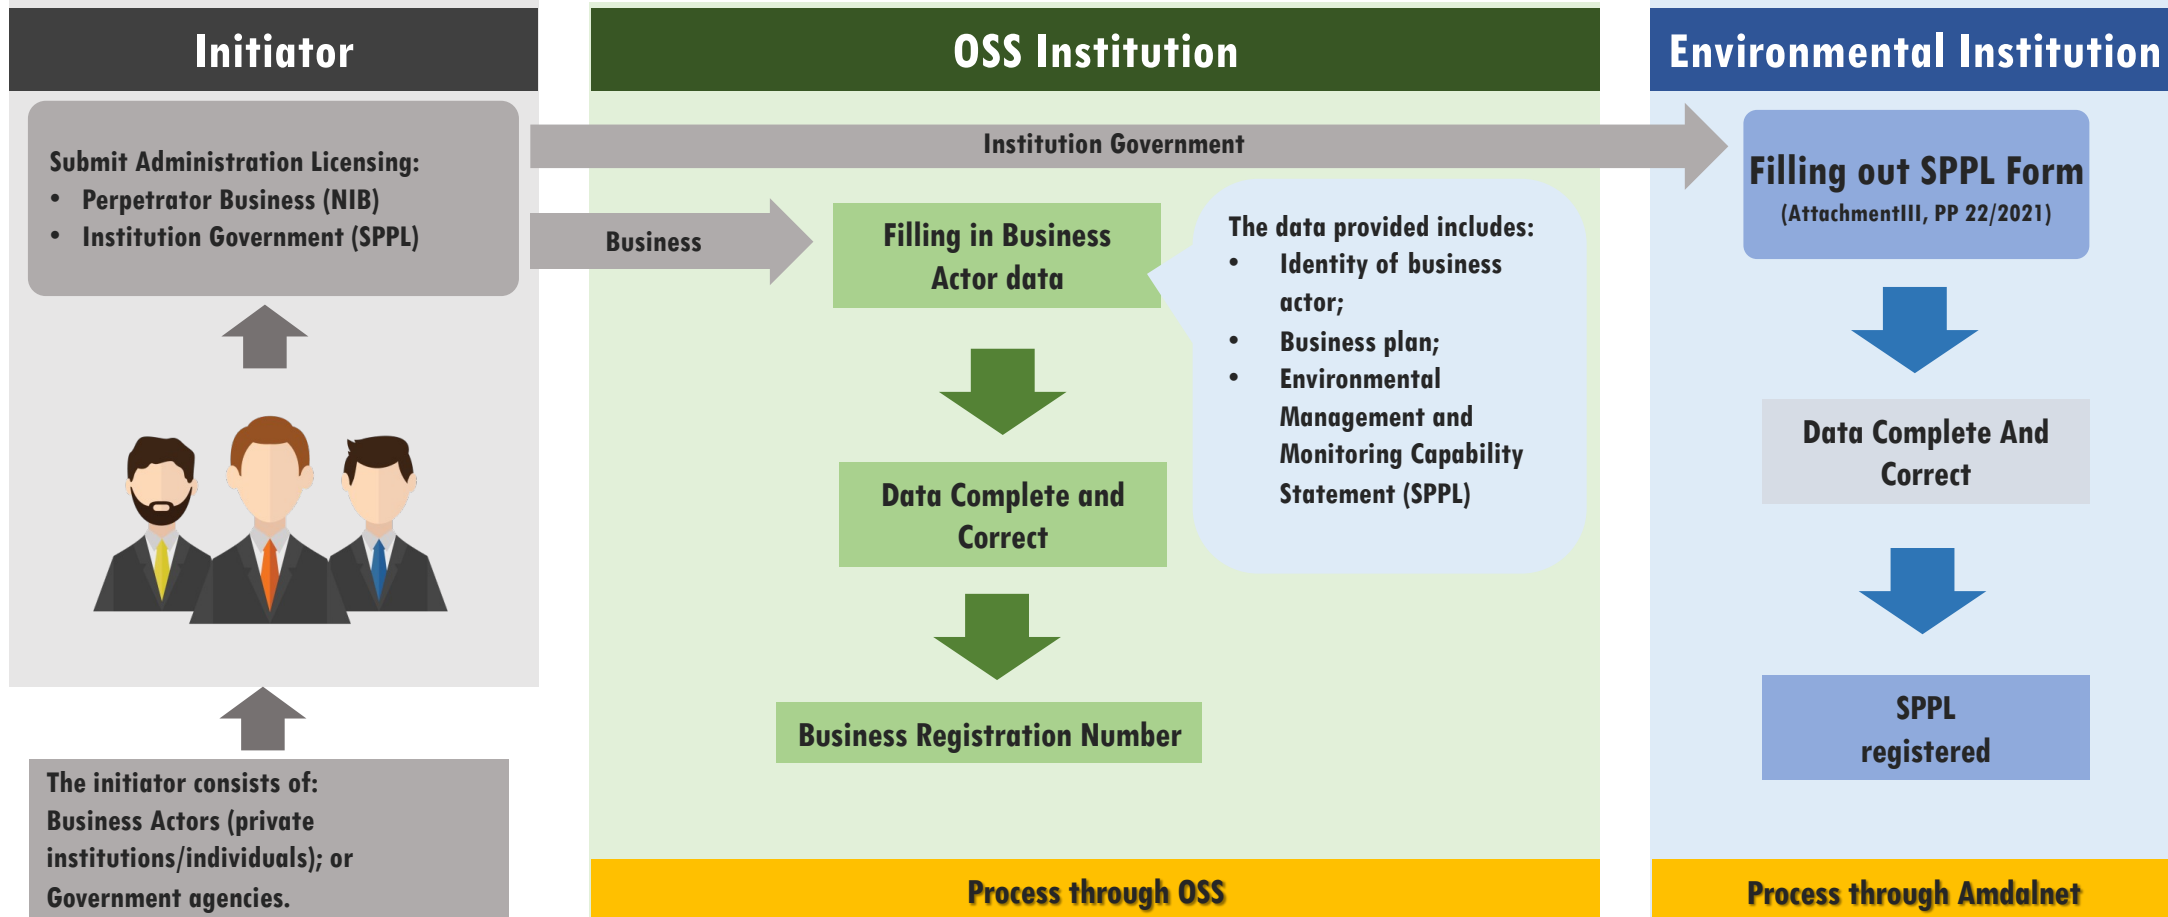 Initiator
OSS Institution
Environmental Institution
Submit Administration Licensing:
• Perpetrator Business (NIB)
• Institution Government (SPPL)
Institution Government
Business
Filling in Business
Actor data
The data provided includes:
• Identity of business
actor;
• Business plan;
• Environmental
Management and
Monitoring Capability
Statement (SPPL)
Filling out SPPL Form
(AttachmentIII, PP 22/2021)
Data Complete and
Correct
Data Complete And
Correct
Business Registration Number
SPPL
registered
The initiator consists of:
Business Actors (private
institutions/individuals); or
Government agencies.
Process through OSS
Process through Amdalnet